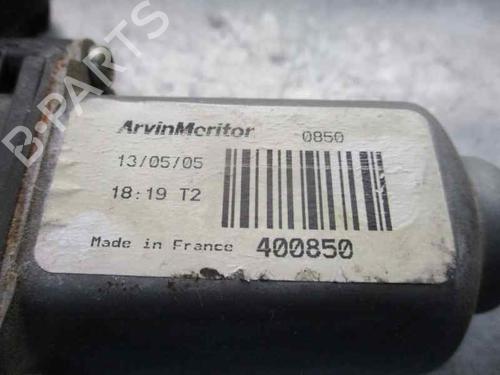 ArvinMeritor 0850
13/05/05
18:19 T2
Made in France 400850
B-PARTS